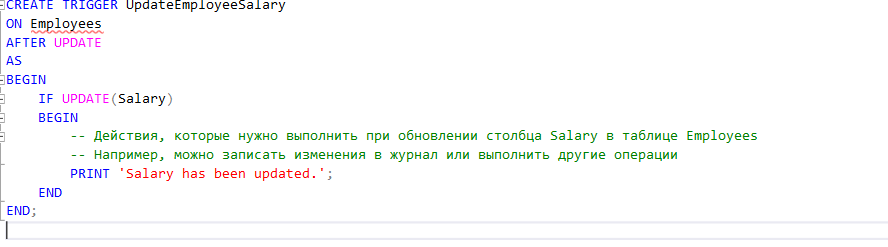 CREATE TRIGGER UpdateEmployeeSalary
ON Employees
AFTER UPDATE
AS
BEGIN
    IF UPDATE(Salary)
    BEGIN
        -- Действия, которые нужно выполнить при обновлении столбца Salary в таблице Employees
        -- Например, можно записать изменения в журнал или выполнить другие операции
        PRINT 'Salary has been updated.';
    END
END;